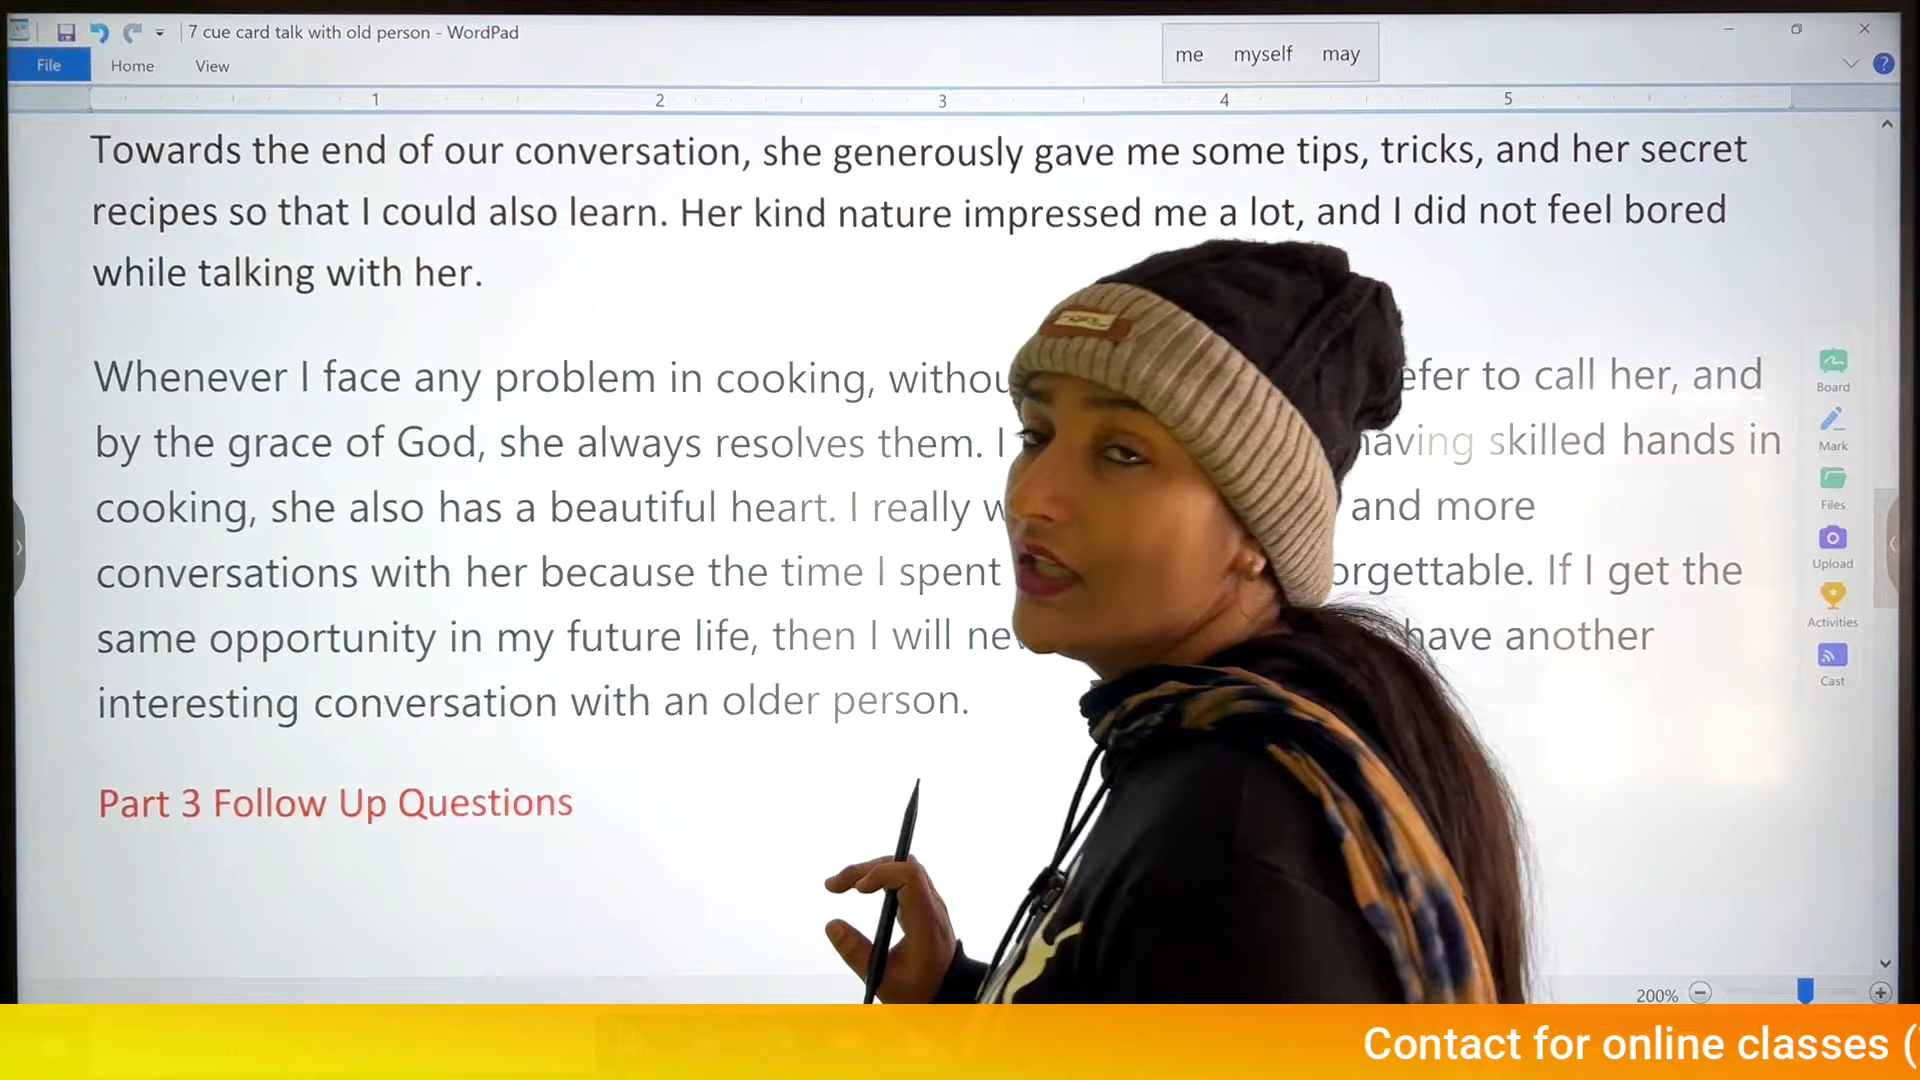 7 cue card talk with old person - WordPad
me myself may
File Home View
1 2 3 4 5
Towards the end of our conversation, she generously gave me some tips, tricks, and her secret
recipes so that I could also learn. Her kind nature impressed me a lot, and I did not feel bored
while talking with her.
Whenever I face any problem in cooking, to call her, and
by the grace of God, she always resolves them. I skilled hands in
cooking, she also has a beautiful heart. I really and more
conversations with her because the time I spent If I get the
same opportunity in my future life, then I will have another
interesting conversation with an older person.
Part 3 Follow Up Questions
Board
Mark
Files
Upload
Activities
Cast
200%
Contact for online classes (